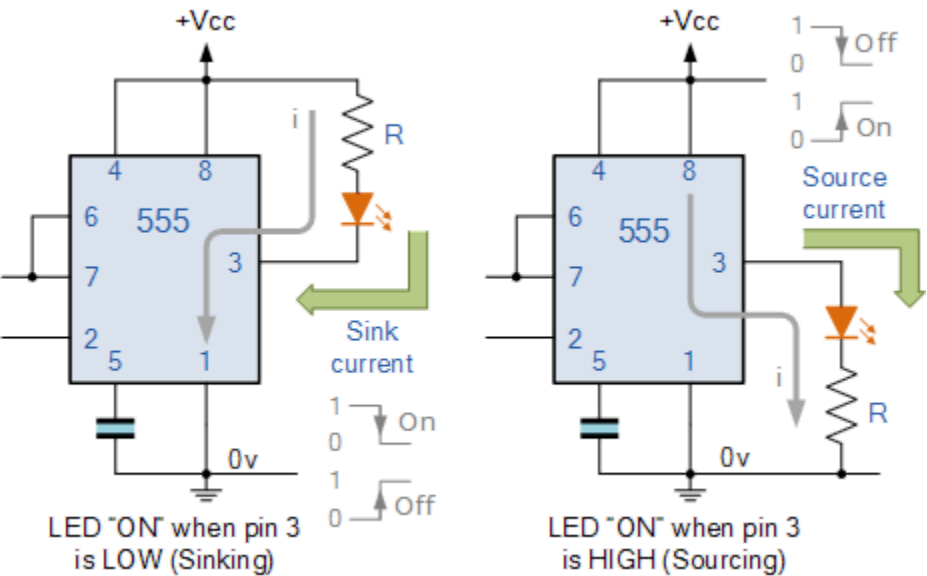 +Vcc
i
R
4
8
6
555
3
7
2
5
1
Sink
current
1
On
0
0v
1
0
Off
LED "ON" when pin 3
is LOW (Sinking)
+Vcc
1
Off
0
1
On
0
4
8
Source
current
6
555
3
7
2
5
1
i
R
0v
LED "ON" when pin 3
is HIGH (Sourcing)